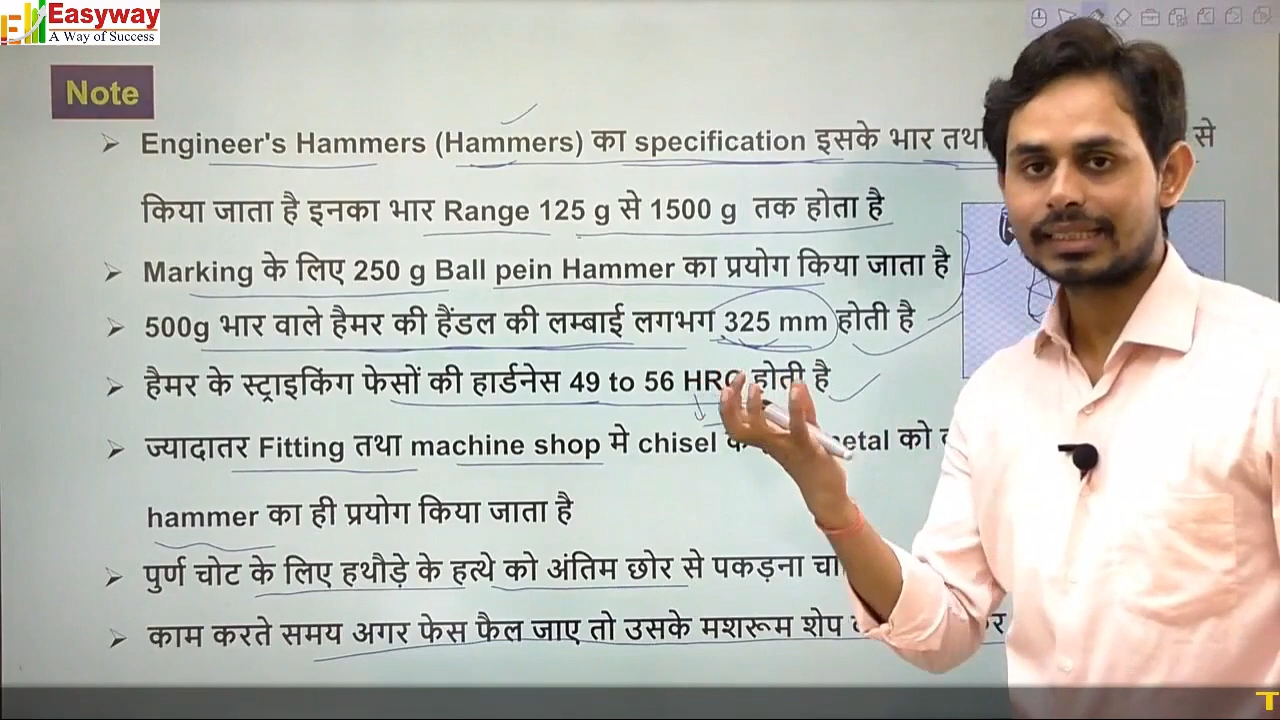 Easyway
A Way of Success
Note
Engineer's Hammers (Hammers) का specification इसके भार तथा से
किया जाता है इनका भार Range 125 g से 1500 g तक होता है
Marking के लिए 250 g Ball pein Hammer का प्रयोग किया जाता है
500g भार वाले हैमर की हैंडल की लम्बाई लगभग 325 mm होती है
हैमर के स्ट्राइकिंग फेसों की हार्डनेस 49 to 56 HRC होती है
ज्यादातर Fitting तथा machine shop मे chisel को
hammer का ही प्रयोग किया जाता है
पुर्ण चोट के लिए हथौड़े के हत्थे को अंतिम छोर से पकड़ना
काम करते समय अगर फेस फैल जाए तो उसके मशरूम शेप
T